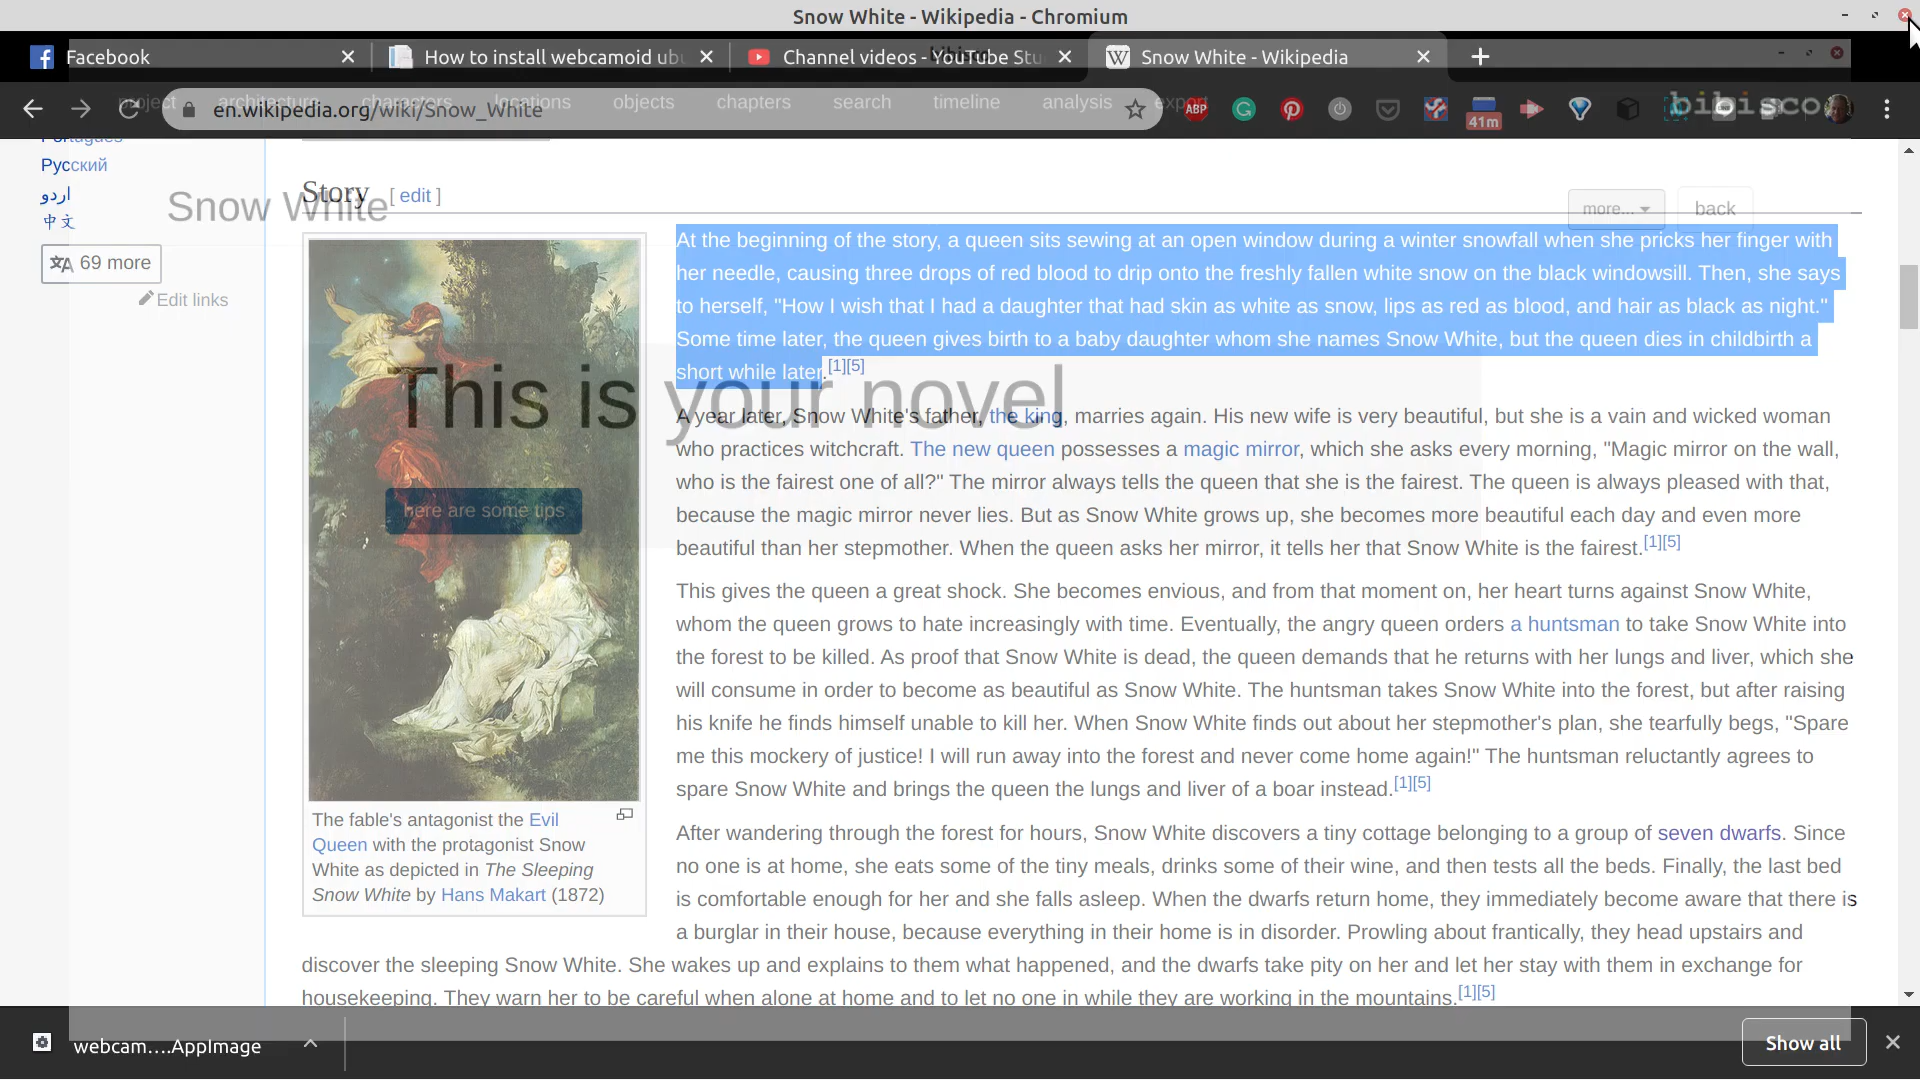 Snow White - Wikipedia - Chromium
Facebook
How to install webcamoid ubu
Channel videos - YouTube Stu
Snow White - Wikipedia
bibisco
en.wikipedia.org/wiki/Snow_White
project architecture characters locations objects chapters search timeline analysis export
ABP
41m
bibisco
Português
Русский
اردو
中文
69 more
Edit links
Snow White
more...
back
This is your novel
here are some tips
Story [ edit ]
At the beginning of the story, a queen sits sewing at an open window during a winter snowfall when she pricks her finger with
her needle, causing three drops of red blood to drip onto the freshly fallen white snow on the black windowsill. Then, she says
to herself, "How I wish that I had a daughter that had skin as white as snow, lips as red as blood, and hair as black as night."
Some time later, the queen gives birth to a baby daughter whom she names Snow White, but the queen dies in childbirth a
short while later.[1][5]
A year later, Snow White's father, the king, marries again. His new wife is very beautiful, but she is a vain and wicked woman
who practices witchcraft. The new queen possesses a magic mirror, which she asks every morning, "Magic mirror on the wall,
who is the fairest one of all?" The mirror always tells the queen that she is the fairest. The queen is always pleased with that,
because the magic mirror never lies. But as Snow White grows up, she becomes more beautiful each day and even more
beautiful than her stepmother. When the queen asks her mirror, it tells her that Snow White is the fairest.[1][5]
This gives the queen a great shock. She becomes envious, and from that moment on, her heart turns against Snow White,
whom the queen grows to hate increasingly with time. Eventually, the angry queen orders a huntsman to take Snow White into
the forest to be killed. As proof that Snow White is dead, the queen demands that he returns with her lungs and liver, which she
will consume in order to become as beautiful as Snow White. The huntsman takes Snow White into the forest, but after raising
his knife he finds himself unable to kill her. When Snow White finds out about her stepmother's plan, she tearfully begs, "Spare
me this mockery of justice! I will run away into the forest and never come home again!" The huntsman reluctantly agrees to
spare Snow White and brings the queen the lungs and liver of a boar instead.[1][5]
The fable's antagonist the Evil
Queen with the protagonist Snow
White as depicted in The Sleeping
Snow White by Hans Makart (1872)
After wandering through the forest for hours, Snow White discovers a tiny cottage belonging to a group of seven dwarfs. Since
no one is at home, she eats some of the tiny meals, drinks some of their wine, and then tests all the beds. Finally, the last bed
is comfortable enough for her and she falls asleep. When the dwarfs return home, they immediately become aware that there is
a burglar in their house, because everything in their home is in disorder. Prowling about frantically, they head upstairs and
discover the sleeping Snow White. She wakes up and explains to them what happened, and the dwarfs take pity on her and let her stay with them in exchange for
housekeeping. They warn her to be careful when alone at home and to let no one in while they are working in the mountains.[1][5]
webcam....AppImage
Show all